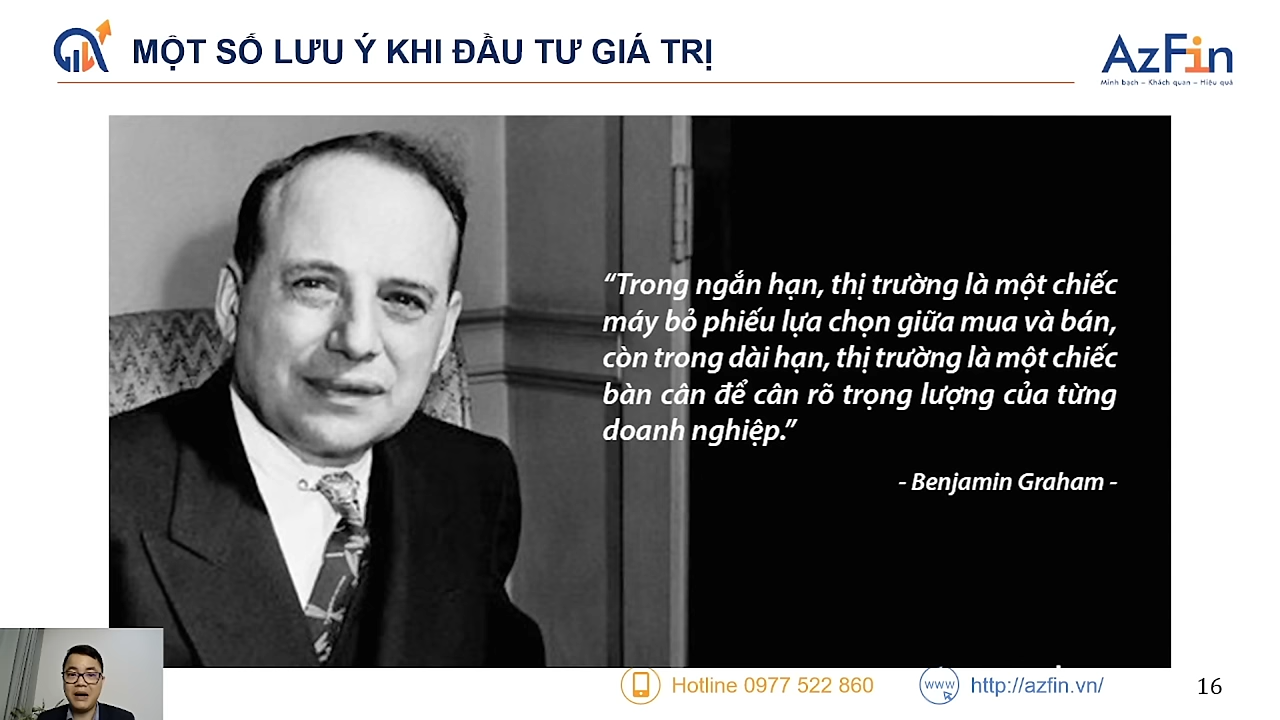 MỘT SỐ LƯU Ý KHI ĐẦU TƯ GIÁ TRỊ
AzFin
Minh bạch – Khách quan – Hiệu quả
“Trong ngắn hạn, thị trường là một chiếc
máy bỏ phiếu lựa chọn giữa mua và bán,
còn trong dài hạn, thị trường là một chiếc
bàn cân để cân rõ trọng lượng của từng
doanh nghiệp.”
- Benjamin Graham -
Hotline 0977 522 860
www
http://azfin.vn/
16